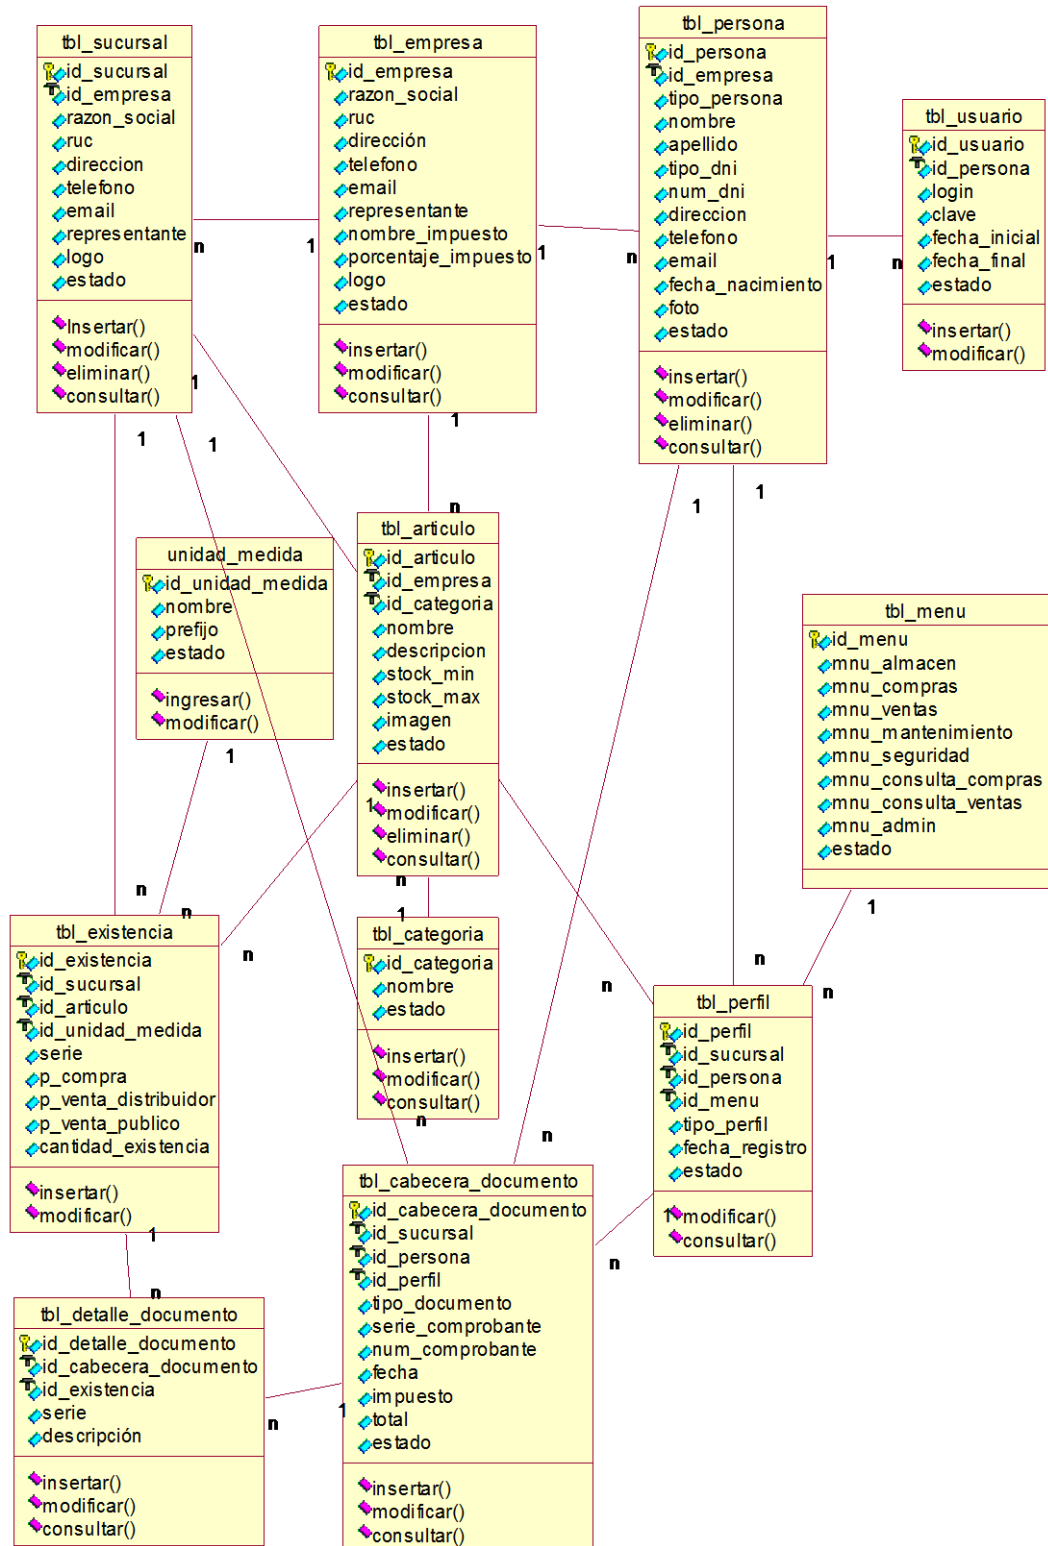 tbl_sucursal
id_sucursal
id_empresa
razon_social
ruc
direccion
telefono
email
representante
logo
estado
Insertar()
modificar()
eliminar()
consultar()
tbl_empresa
id_empresa
razon_social
ruc
dirección
telefono
email
representante
nombre_impuesto
porcentaje_impuesto
logo
estado
insertar()
modificar()
consultar()
tbl_persona
id_persona
id_empresa
tipo_persona
nombre
apellido
tipo_dni
num_dni
direccion
telefono
email
fecha_nacimiento
foto
estado
insertar()
modificar()
eliminar()
consultar()
tbl_usuario
id_usuario
id_persona
login
clave
fecha_inicial
fecha_final
estado
insertar()
modificar()
n
1
1
n
1
n
1
1
1
1
n
1
1
unidad_medida
id_unidad_medida
nombre
prefijo
estado
ingresar()
modificar()
1
tbl_articulo
id_articulo
id_empresa
id_categoria
nombre
descripcion
stock_min
stock_max
imagen
estado
insertar()
1
modificar()
eliminar()
consultar()
tbl_menu
id_menu
mnu_almacen
mnu_compras
mnu_ventas
mnu_mantenimiento
mnu_seguridad
mnu_consulta_compras
mnu_consulta_ventas
mnu_admin
estado
n
n
n
1
1
n
n
n
n
tbl_existencia
id_existencia
id_sucursal
id_articulo
id_unidad_medida
serie
p_compra
p_venta_distribuidor
p_venta_publico
cantidad_existencia
insertar()
modificar()
1
tbl_categoria
id_categoria
nombre
estado
insertar()
modificar()
consultar()
n
n
tbl_perfil
id_perfil
id_sucursal
id_persona
id_menu
tipo_perfil
fecha_registro
estado
1
modificar()
consultar()
n
n
tbl_detalle_documento
id_detalle_documento
id_cabecera_documento
id_existencia
serie
descripción
insertar()
modificar()
consultar()
n
1
tbl_cabecera_documento
id_cabecera_documento
id_sucursal
id_persona
id_perfil
tipo_documento
serie_comprobante
num_comprobante
fecha
impuesto
total
estado
insertar()
modificar()
consultar()